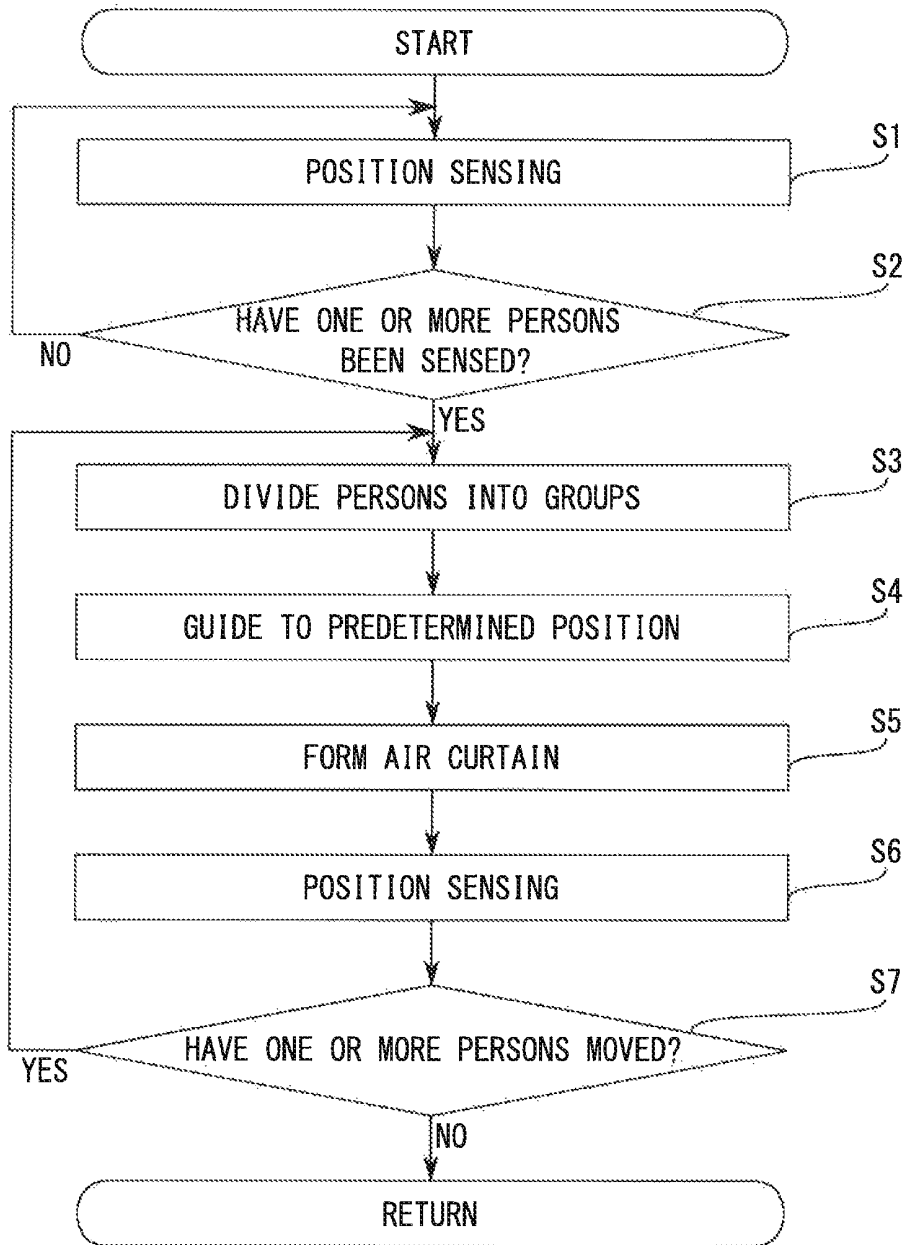 START
S1
POSITION SENSING
S2
HAVE ONE OR MORE PERSONS
BEEN SENSED?
NO
YES
S3
DIVIDE PERSONS INTO GROUPS
S4
GUIDE TO PREDETERMINED POSITION
S5
FORM AIR CURTAIN
S6
POSITION SENSING
S7
HAVE ONE OR MORE PERSONS MOVED?
YES
NO
RETURN